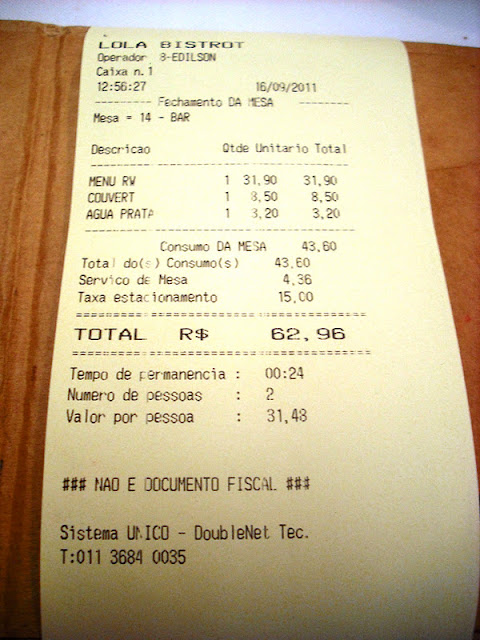 LOLA BISTROT
Operador 8-EDILSON
Caixa n.1
12:56:27 16/09/2011
---------- Fechamento DA MESA ---------
Mesa = 14 - BAR
Descricao Qtde Unitario Total
MENU RW 1 31,90 31,90
COUVERT 1 8,50 8,50
AGUA PRATA 1 3,20 3,20
Consumo DA MESA 43,60
Total do(s) Consumo(s) 43,60
Servico de Mesa 4,36
Taxa estacionamento 15,00
TOTAL R$ 62,96
Tempo de permanencia : 00:24
Numero de pessoas : 2
Valor por pessoa : 31,48
### NAO E DOCUMENTO FISCAL ###
Sistema UNICO - DoubleNet Tec.
T:011 3684 0035